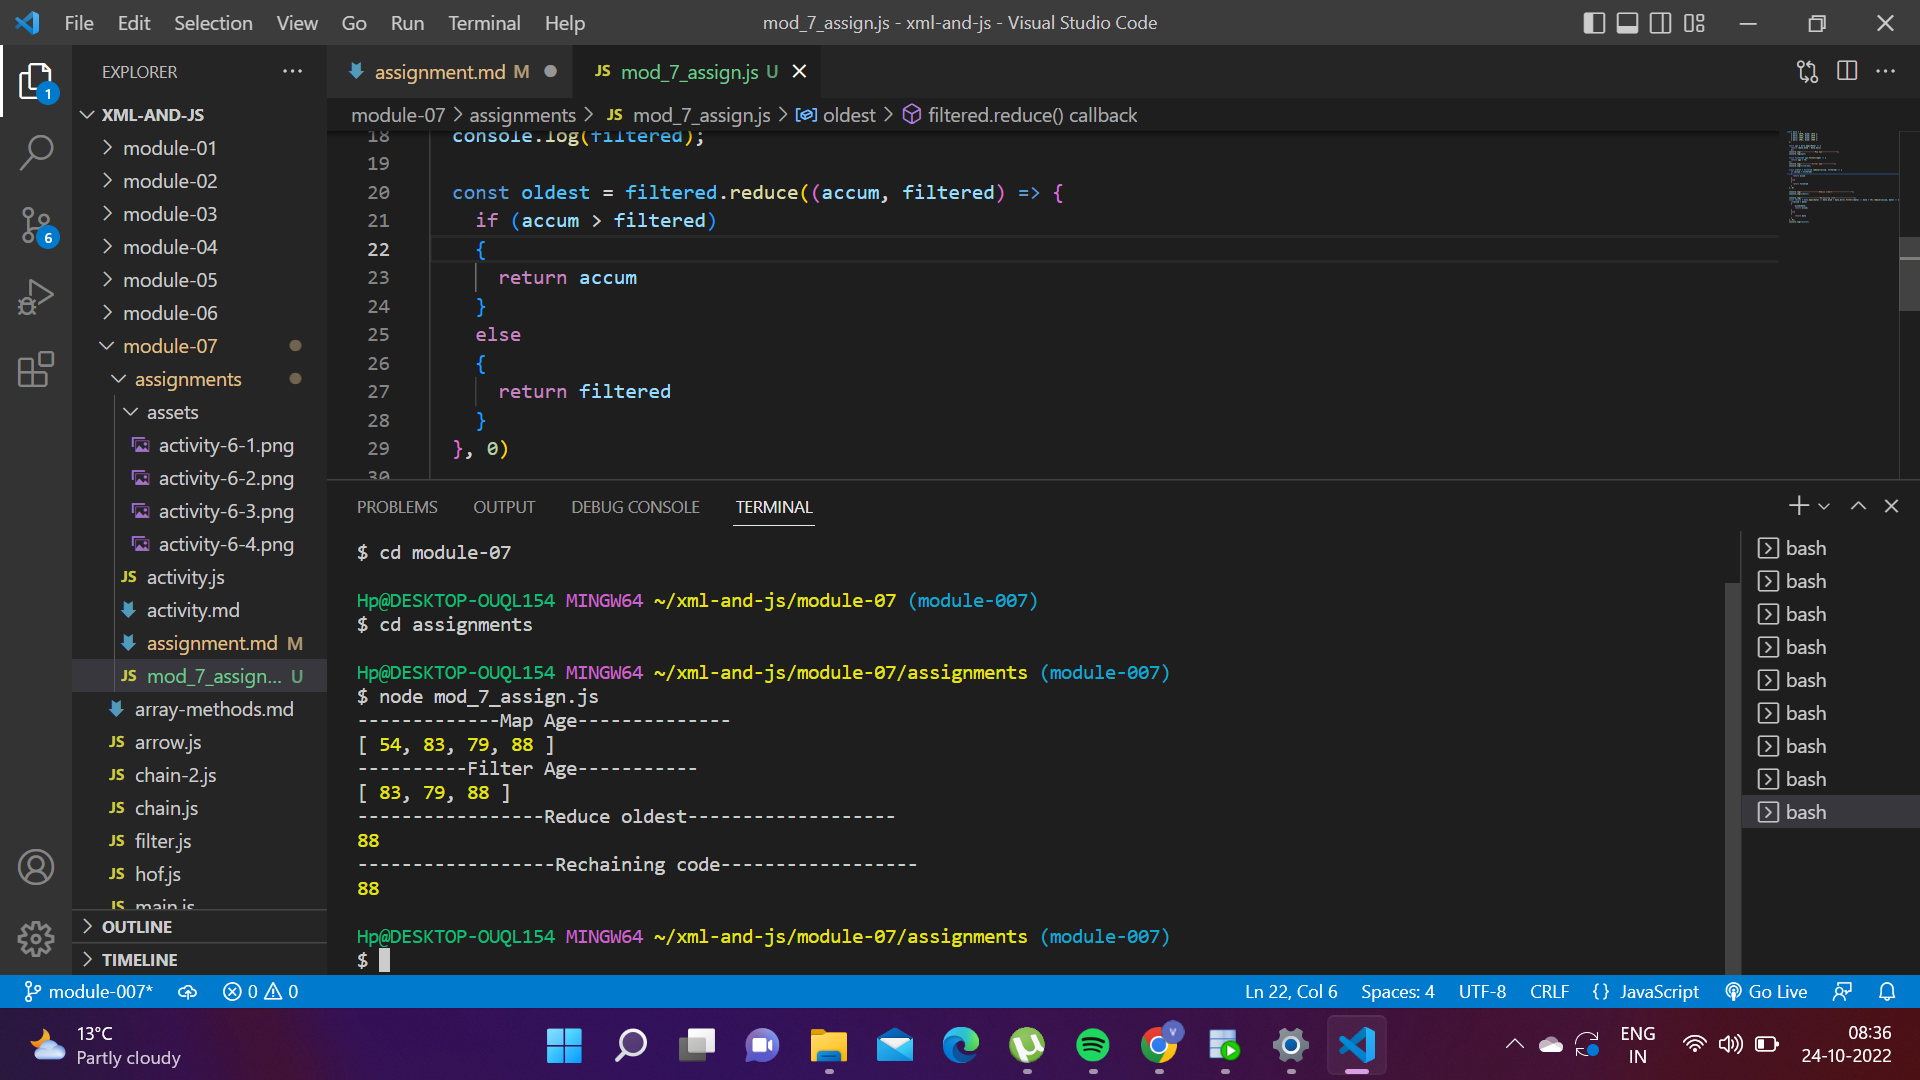 File Edit Selection View Go Run Terminal Help
mod_7_assign.js - xml-and-js - Visual Studio Code
EXPLORER
XML-AND-JS
module-01
module-02
module-03
module-04
module-05
module-06
module-07
assignments
assets
activity-6-1.png
activity-6-2.png
activity-6-3.png
activity-6-4.png
activity.js
activity.md
assignment.md M
mod_7_assign... U
array-methods.md
arrow.js
chain-2.js
chain.js
filter.js
hof.js
main.js
OUTLINE
TIMELINE
assignment.md M
JS mod_7_assign.js U
module-07 > assignments > JS mod_7_assign.js > oldest > filtered.reduce() callback
18 console.log(filtered);
19
20 const oldest = filtered.reduce((accum, filtered) => {
21 if (accum > filtered)
22 {
23 return accum
24 }
25 else
26 {
27 return filtered
28 }
29 }, 0)
30
PROBLEMS OUTPUT DEBUG CONSOLE TERMINAL
$ cd module-07
Hp@DESKTOP-OUQL154 MINGW64 ~/xml-and-js/module-07 (module-007)
$ cd assignments
Hp@DESKTOP-OUQL154 MINGW64 ~/xml-and-js/module-07/assignments (module-007)
$ node mod_7_assign.js
-------------Map Age--------------
[ 54, 83, 79, 88 ]
----------Filter Age-----------
[ 83, 79, 88 ]
-----------------Reduce oldest-------------------
88
------------------Rechaining code------------------
88
Hp@DESKTOP-OUQL154 MINGW64 ~/xml-and-js/module-07/assignments (module-007)
$
bash
bash
bash
bash
bash
bash
bash
bash
bash
1
6
module-007* 0 0
Ln 22, Col 6 Spaces: 4 UTF-8 CRLF {} JavaScript Go Live
13°C
Partly cloudy
ENG
IN
08:36
24-10-2022